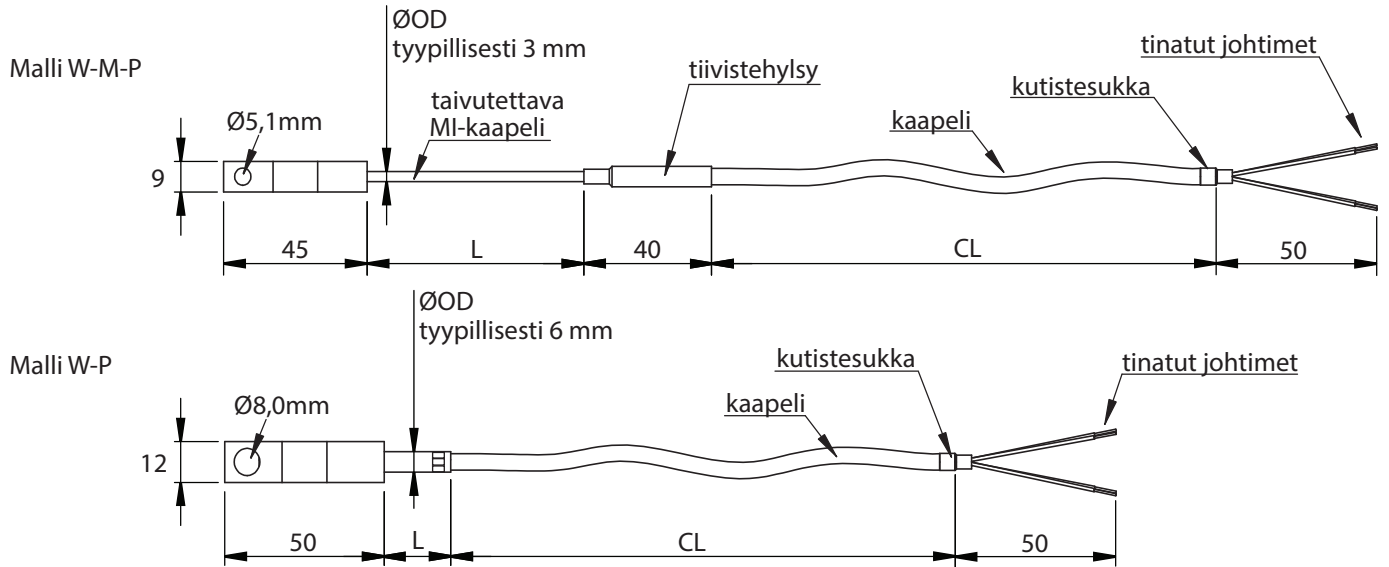 ØOD
tyypillisesti 3 mm
Malli W-M-P
tinatut johtimet
tiivistehylsy
kutistesukka
taivutettava
MI-kaapeli
Ø5,1mm
kaapeli
9
45
L
40
CL
50
ØOD
tyypillisesti 6 mm
Malli W-P
kutistesukka
tinatut johtimet
Ø8,0mm
kaapeli
12
50
L
CL
50